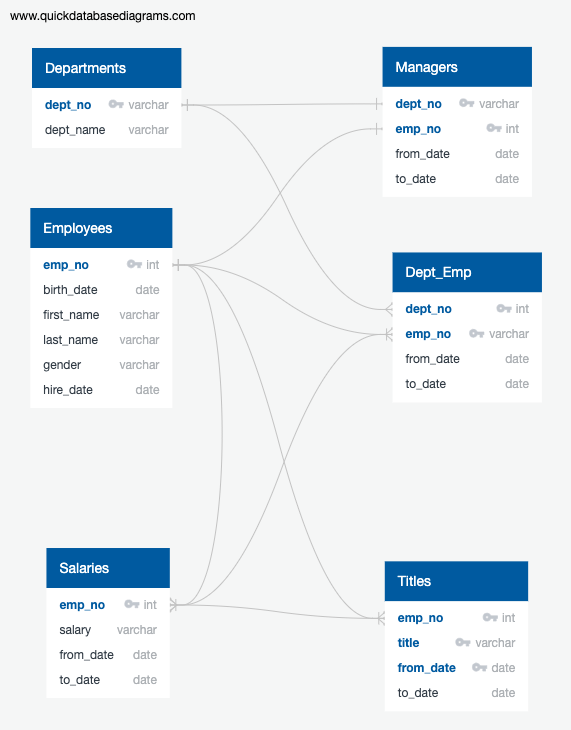 www.quickdatabasediagrams.com
Departments
dept_no varchar
dept_name varchar
Managers
dept_no varchar
emp_no int
from_date date
to_date date
Employees
emp_no int
birth_date date
first_name varchar
last_name varchar
gender varchar
hire_date date
Dept_Emp
dept_no int
emp_no varchar
from_date date
to_date date
Salaries
emp_no int
salary varchar
from_date date
to_date date
Titles
emp_no int
title varchar
from_date date
to_date date